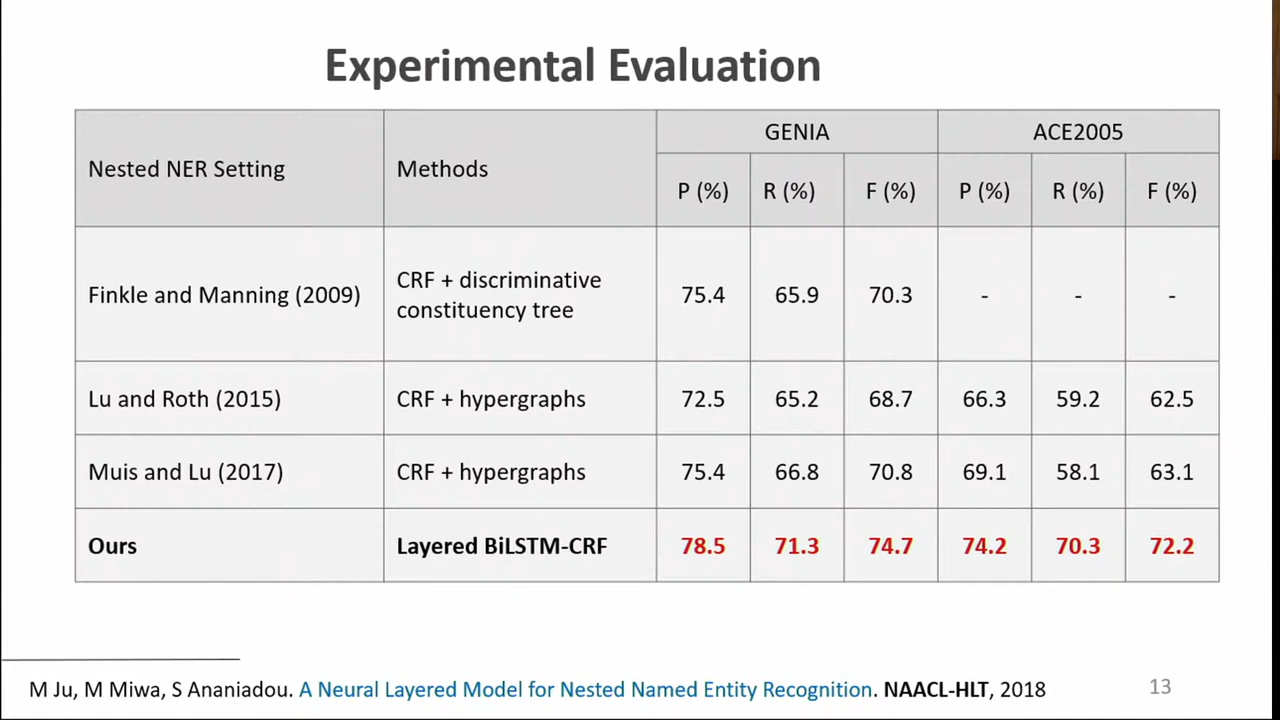 Experimental Evaluation
Nested NER Setting Methods GENIA ACE2005
P (%) R (%) F (%) P (%) R (%) F (%)
Finkle and Manning (2009) CRF + discriminative constituency tree 75.4 65.9 70.3 - - -
Lu and Roth (2015) CRF + hypergraphs 72.5 65.2 68.7 66.3 59.2 62.5
Muis and Lu (2017) CRF + hypergraphs 75.4 66.8 70.8 69.1 58.1 63.1
Ours Layered BiLSTM-CRF 78.5 71.3 74.7 74.2 70.3 72.2
M Ju, M Miwa, S Ananiadou. A Neural Layered Model for Nested Named Entity Recognition. NAACL-HLT, 2018
13